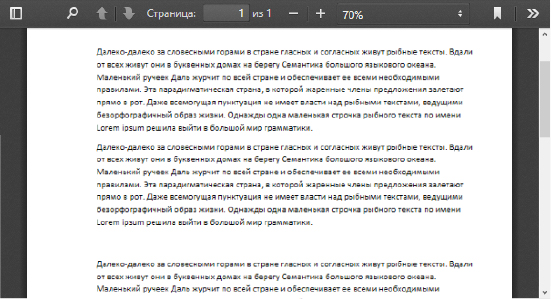 Страница: 1 из 1 70%
Далеко-далеко за словесными горами в стране гласных и согласных живут рыбные тексты. Вдали
от всех живут они в буквенных домах на берегу Семантика большого языкового океана.
Маленький ручеек Даль журчит по всей стране и обеспечивает ее всеми необходимыми
правилами. Эта парадигматическая страна, в которой жаренные члены предложения залетают
прямо в рот. Даже всемогущая пунктуация не имеет власти над рыбными текстами, ведущими
безорфографичный образ жизни. Однажды одна маленькая строчка рыбного текста по имени
Lorem ipsum решила выйти в большой мир грамматики.
Далеко-далеко за словесными горами в стране гласных и согласных живут рыбные тексты. Вдали
от всех живут они в буквенных домах на берегу Семантика большого языкового океана.
Маленький ручеек Даль журчит по всей стране и обеспечивает ее всеми необходимыми
правилами. Эта парадигматическая страна, в которой жаренные члены предложения залетают
прямо в рот. Даже всемогущая пунктуация не имеет власти над рыбными текстами, ведущими
безорфографичный образ жизни. Однажды одна маленькая строчка рыбного текста по имени
Lorem ipsum решила выйти в большой мир грамматики.
Далеко-далеко за словесными горами в стране гласных и согласных живут рыбные тексты. Вдали
от всех живут они в буквенных домах на берегу Семантика большого языкового океана.
Маленький ручеек Даль журчит по всей стране и обеспечивает ее всеми необходимыми